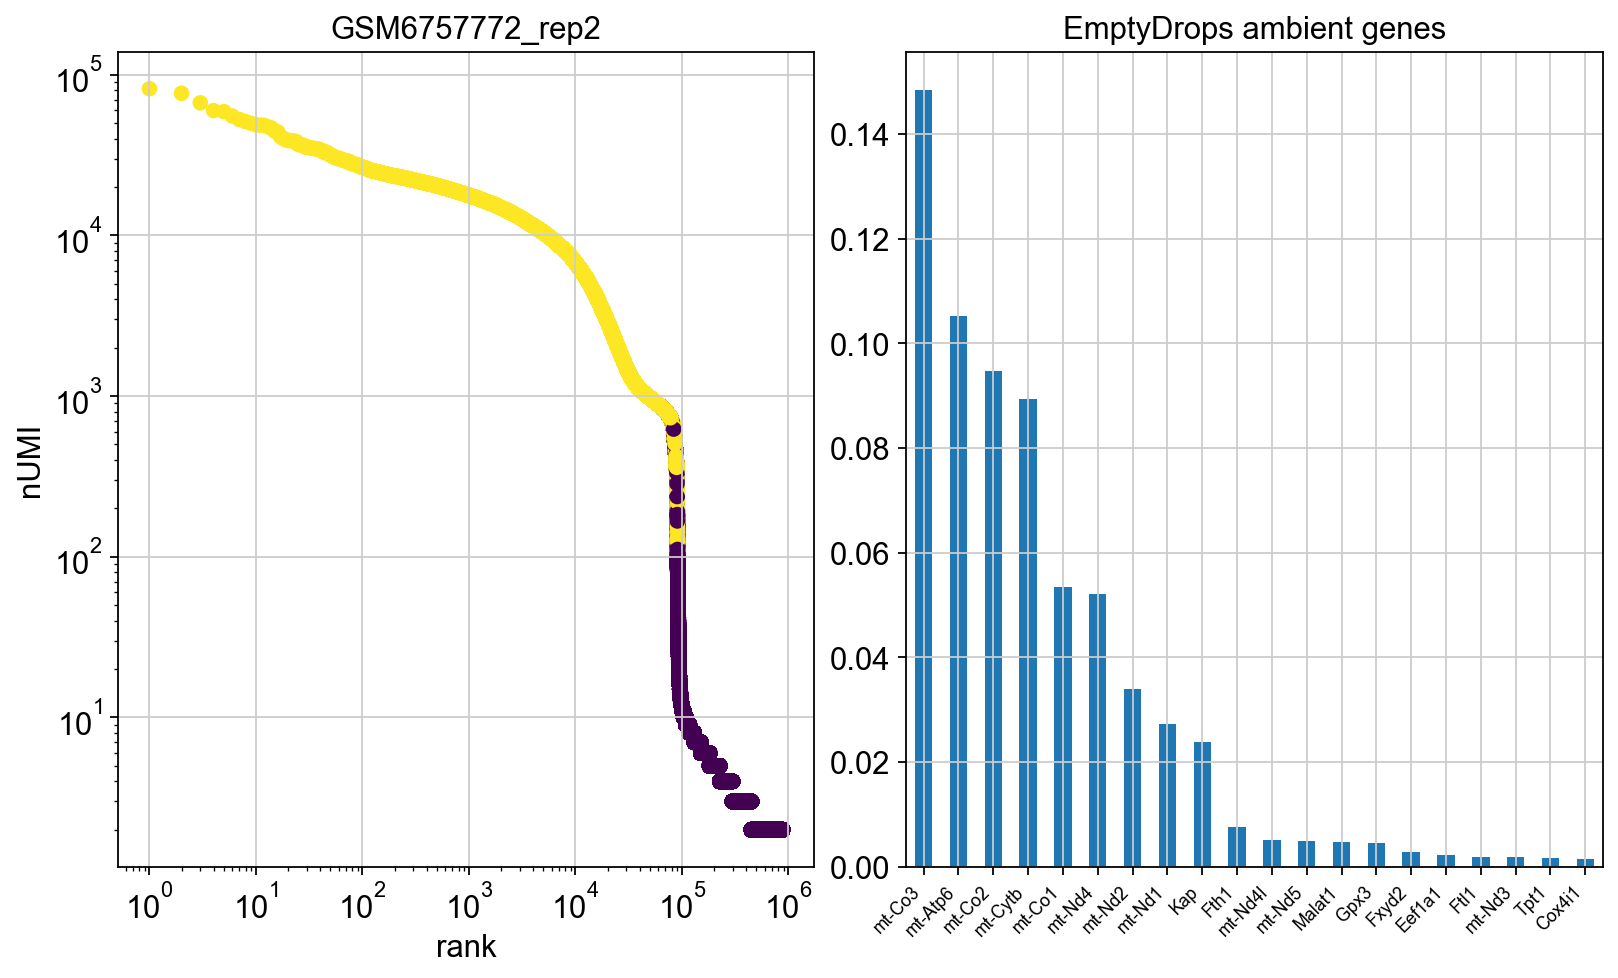 GSM6757772_rep2
10^5
10^4
10^3
10^2
10^1
nUMI
10^0 10^1 10^2 10^3 10^4 10^5 10^6
rank
EmptyDrops ambient genes
0.14
0.12
0.10
0.08
0.06
0.04
0.02
0.00
mt-Co3 mt-Atp6 mt-Co2 mt-Cytb mt-Co1 mt-Nd4 mt-Nd2 mt-Nd1 Kap Fth1 mt-Nd4l mt-Nd5 Malat1 Gpx3 Fxyd2 Eef1a1 Ftl1 mt-Nd3 Tpt1 Cox4i1